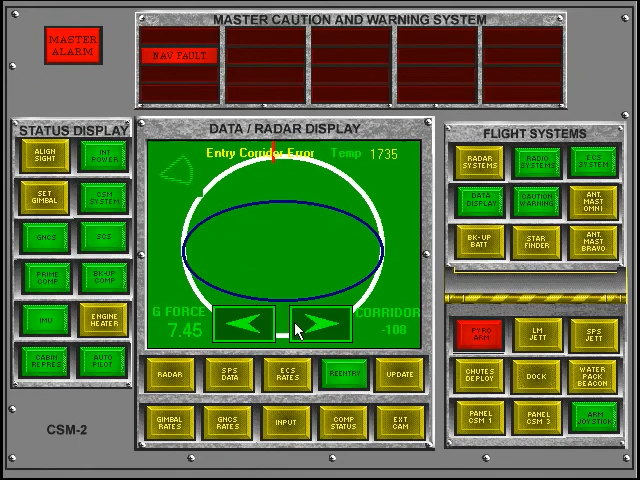 MASTER ALARM
MASTER CAUTION AND WARNING SYSTEM
NAV FAULT
STATUS DISPLAY
ALIGN SIGHT
INT POWER
SET GIMBAL
CSM SYSTEM
GNCS
SCS
PRIME COMP
BK-UP COMP
IMU
ENGINE HEATER
CABIN REPRES
AUTO PILOT
CSM-2
DATA / RADAR DISPLAY
Entry Corridor Error Temp 1735
G FORCE
7.45
CORRIDOR
-108
RADAR
SPS DATA
ECS RATES
REENTRY
UPDATE
GIMBAL RATES
GNCS RATES
INPUT
COMP STATUS
EXT CAM
FLIGHT SYSTEMS
RADAR SYSTEMS
RADIO SYSTEMS
ECS SYSTEM
DATA DISPLAY
CAUTION WARNING
ANT. MAST OMNI
BK-UP BATT
STAR FINDER
ANT. MAST BRAVO
PYRO ARM
LM JETT
SPS JETT
CHUTES DEPLOY
DOCK
WATER PACK BEACON
PANEL CSM 1
PANEL CSM 3
ARM JOYSTICK